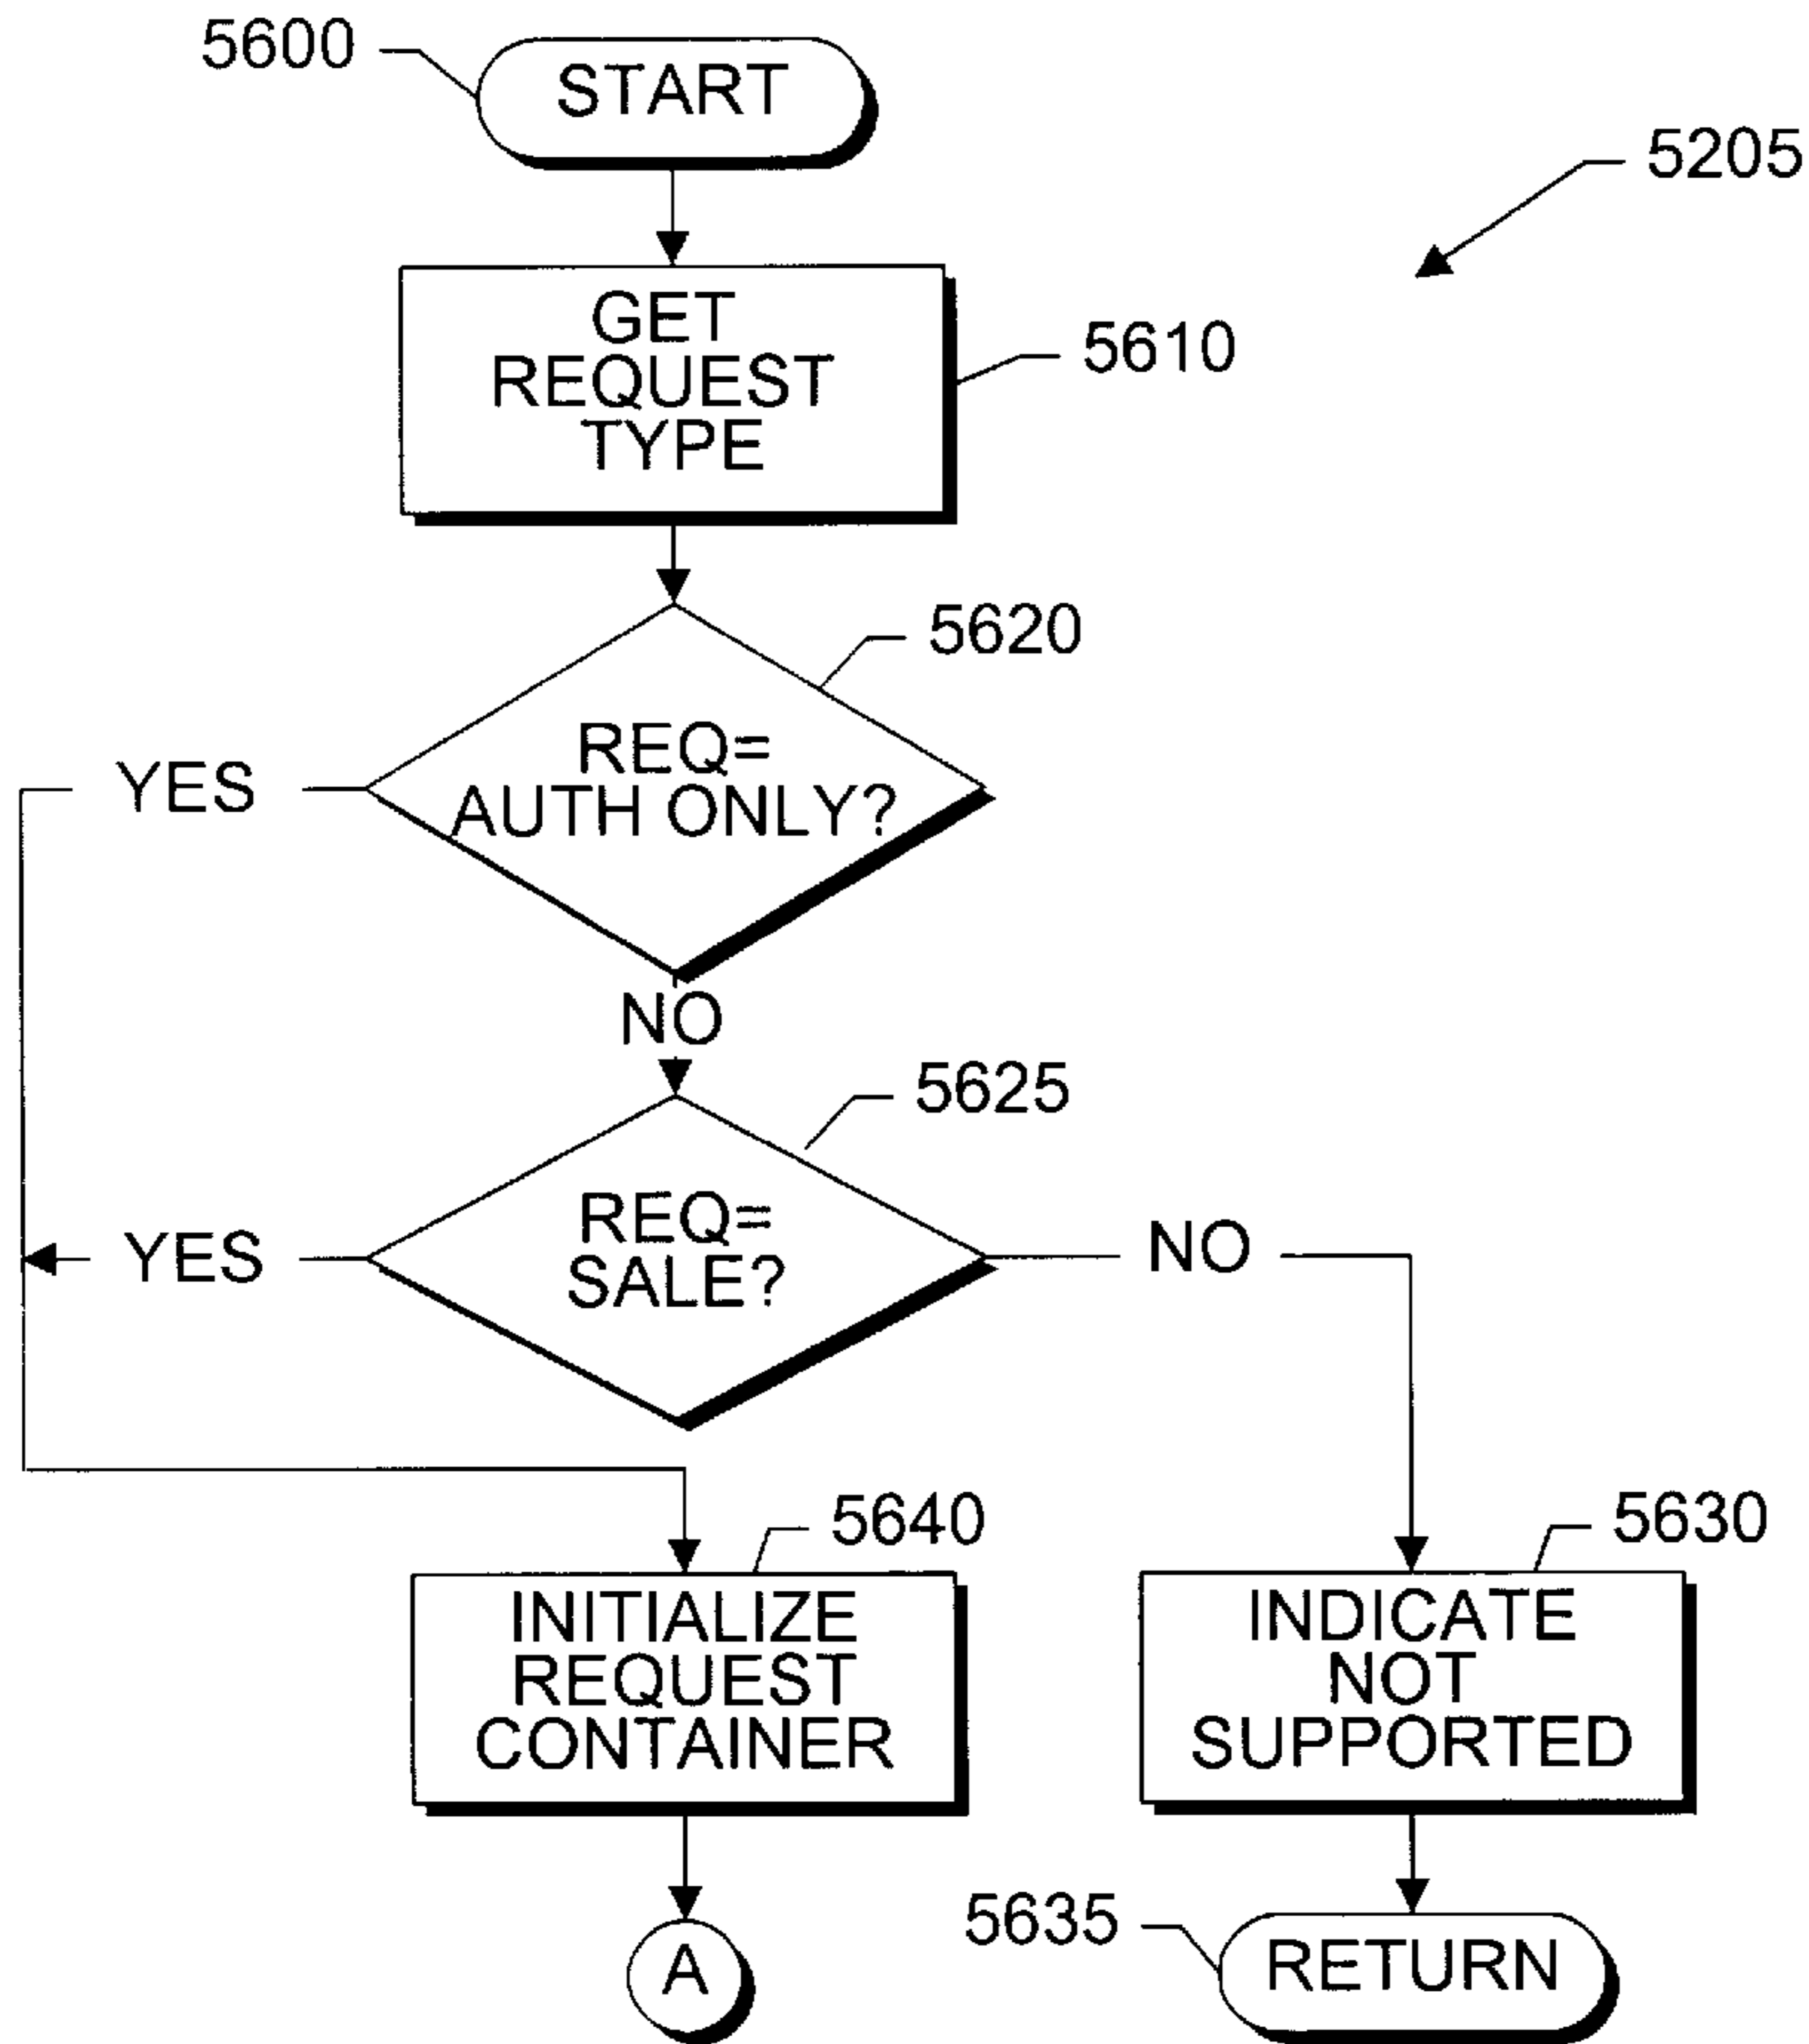 5600
START
5205
GET
REQUEST
TYPE
5610
5620
REQ=
AUTH ONLY?
YES
NO
5625
REQ=
SALE?
YES
NO
5640
INITIALIZE
REQUEST
CONTAINER
5630
INDICATE
NOT
SUPPORTED
A
5635
RETURN